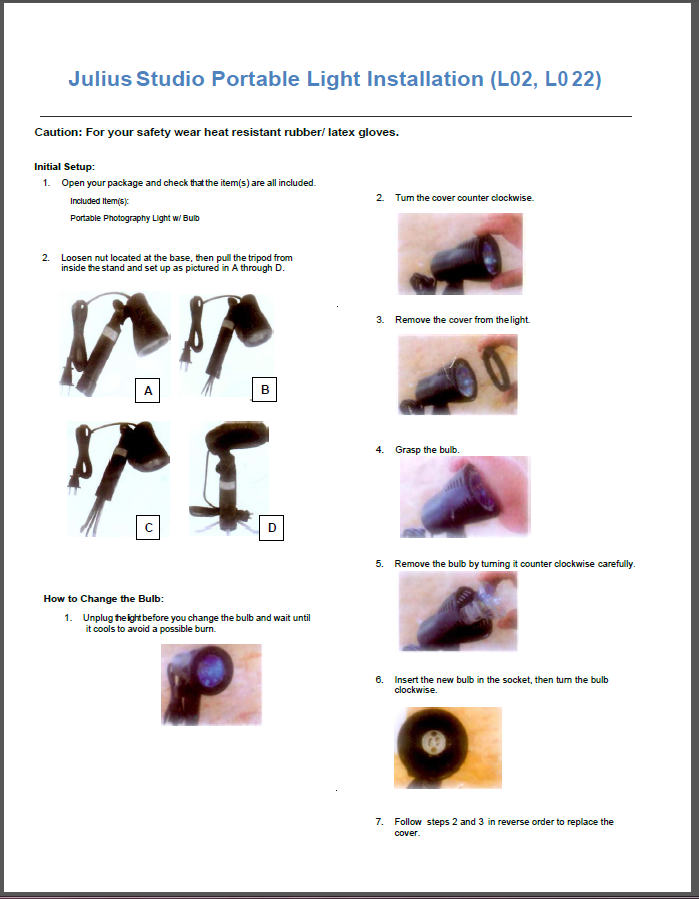 Julius Studio Portable Light Installation (L02, L022)
Caution: For your safety wear heat resistant rubber/ latex gloves.
Initial Setup:
1. Open your package and check that the item(s) are all included.
Included Item(s):
Portable Photography Light w/ Bulb
2. Loosen nut located at the base, then pull the tripod from
inside the stand and set up as pictured in A through D.
A
B
C
D
How to Change the Bulb:
1. Unplug the light before you change the bulb and wait until
it cools to avoid a possible burn.
2. Turn the cover counter clockwise.
3. Remove the cover from the light.
4. Grasp the bulb.
5. Remove the bulb by turning it counter clockwise carefully.
6. Insert the new bulb in the socket, then turn the bulb
clockwise.
7. Follow steps 2 and 3 in reverse order to replace the
cover.